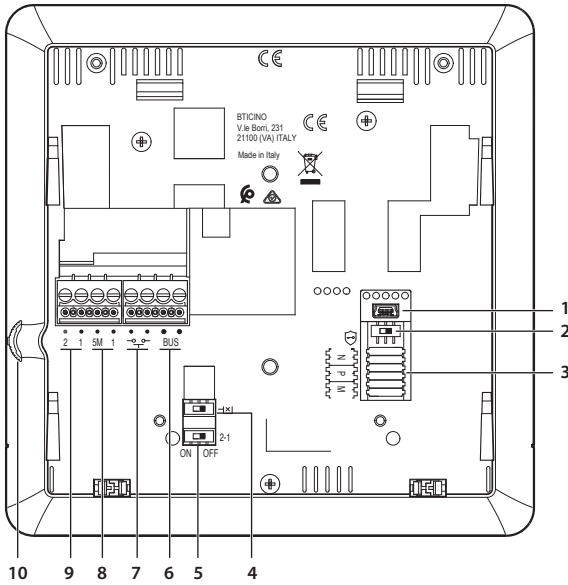 CE
BTICINO
V.le Borri, 231
21100 (VA) ITALY
CE
Made in Italy
1
2
3
N
P
M
2 1 5M 1 BUS
2-1
ON OFF
10 9 8 7 6 5 4